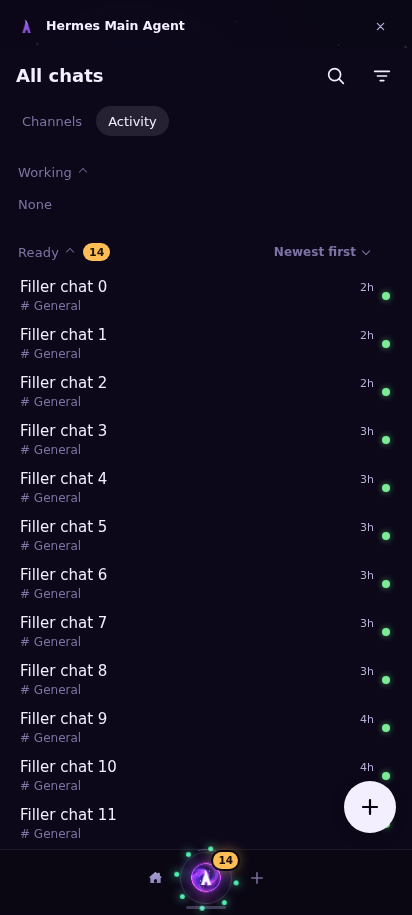 Hermes Main Agent
All chats
Channels
Activity
Working
None
Ready 14 Newest first
Filler chat 0 2h
# General
Filler chat 1 2h
# General
Filler chat 2 2h
# General
Filler chat 3 3h
# General
Filler chat 4 3h
# General
Filler chat 5 3h
# General
Filler chat 6 3h
# General
Filler chat 7 3h
# General
Filler chat 8 3h
# General
Filler chat 9 4h
# General
Filler chat 10 4h
# General
Filler chat 11
# General
14